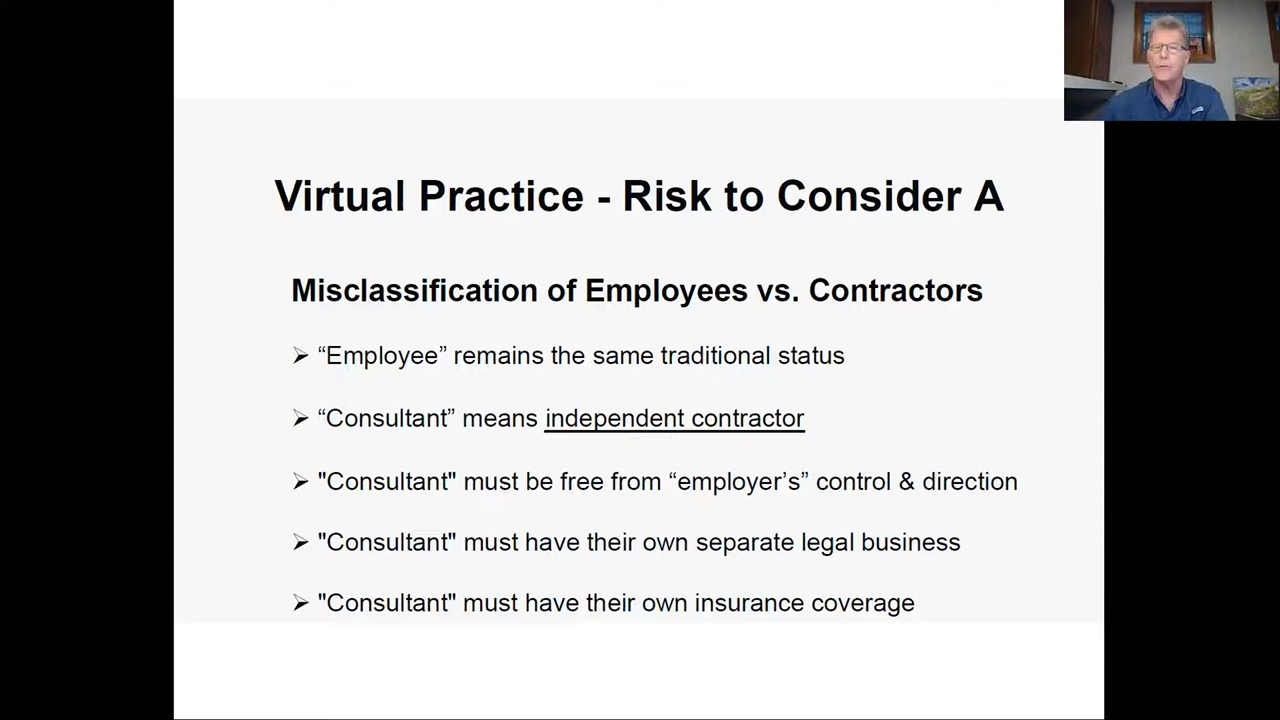 Virtual Practice - Risk to Consider A
Misclassification of Employees vs. Contractors
➢ “Employee” remains the same traditional status
➢ “Consultant” means independent contractor
➢ "Consultant" must be free from “employer’s” control & direction
➢ "Consultant" must have their own separate legal business
➢ "Consultant" must have their own insurance coverage